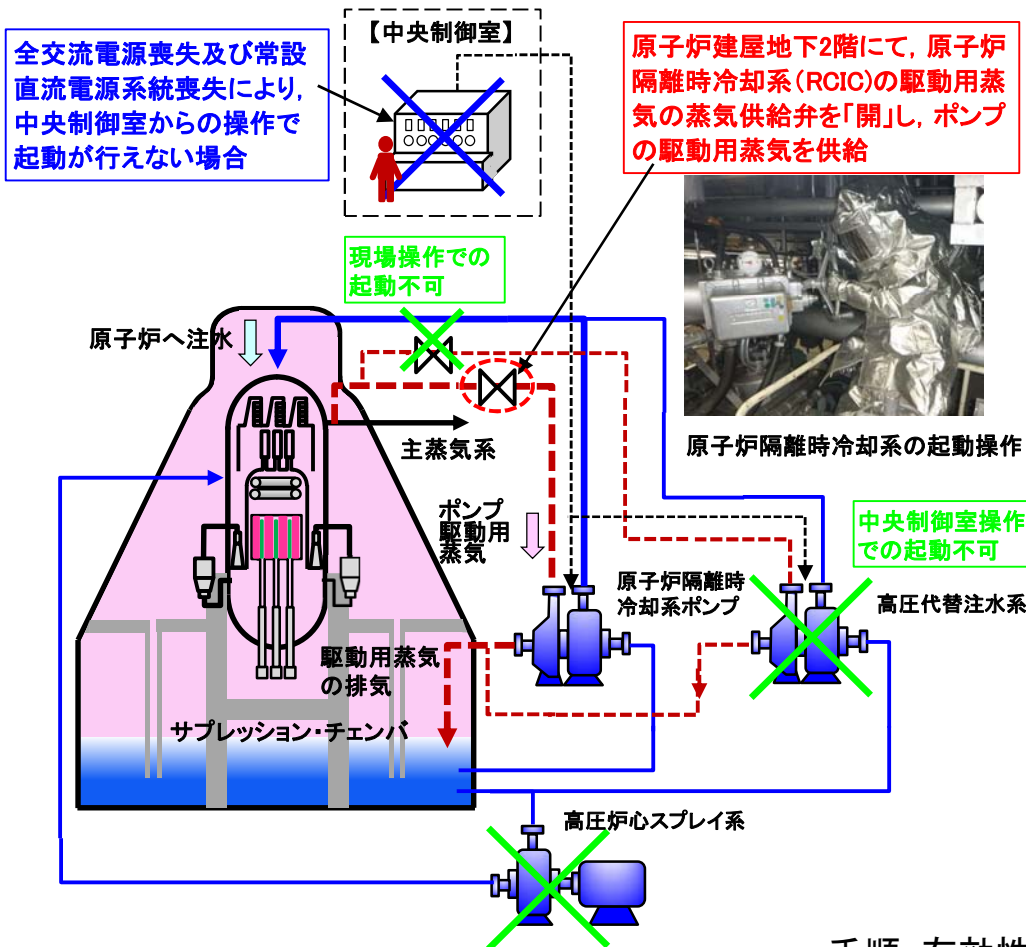 【中央制御室】
全交流電源喪失及び常設
直流電源系統喪失により,
中央制御室からの操作で
起動が行えない場合
原子炉建屋地下2階にて,原子炉
隔離時冷却系(RCIC)の駆動用蒸
気の蒸気供給弁を「開」し,ポンプ
の駆動用蒸気を供給
現場操作での
起動不可
原子炉へ注水
主蒸気系
原子炉隔離時冷却系の起動操作
ポンプ
駆動用
蒸気
中央制御室操作
での起動不可
原子炉隔離時
冷却系ポンプ
高圧代替注水系
駆動用蒸気
の排気
サプレッション・チェンバ
高圧炉心スプレイ系